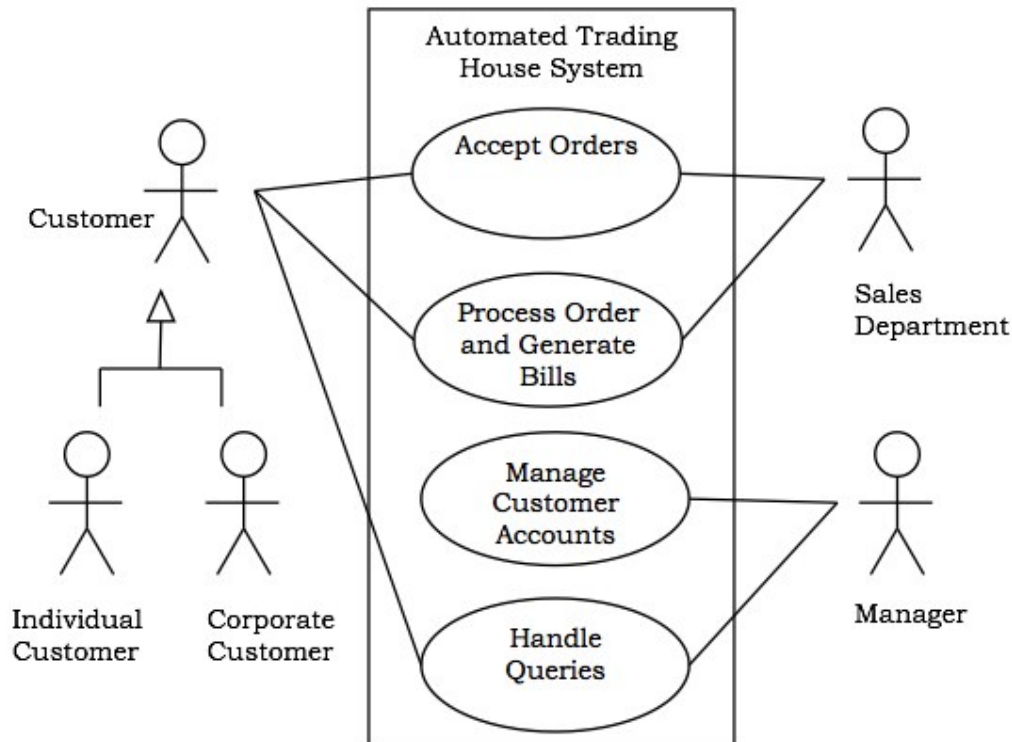 Automated Trading
House System
Accept Orders
Customer
Process Order
and Generate
Bills
Sales
Department
Manage
Customer
Accounts
Individual
Customer
Corporate
Customer
Handle
Queries
Manager